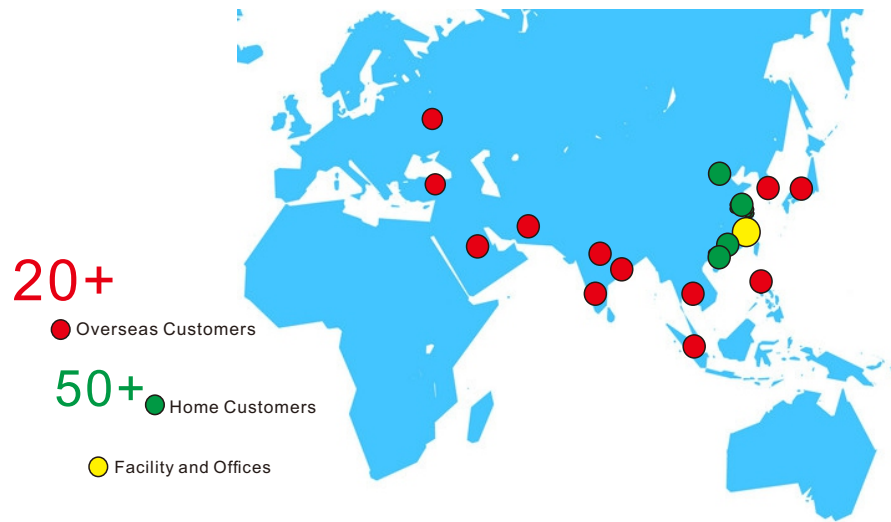 20+
Overseas Customers
50+
Home Customers
Facility and Offices